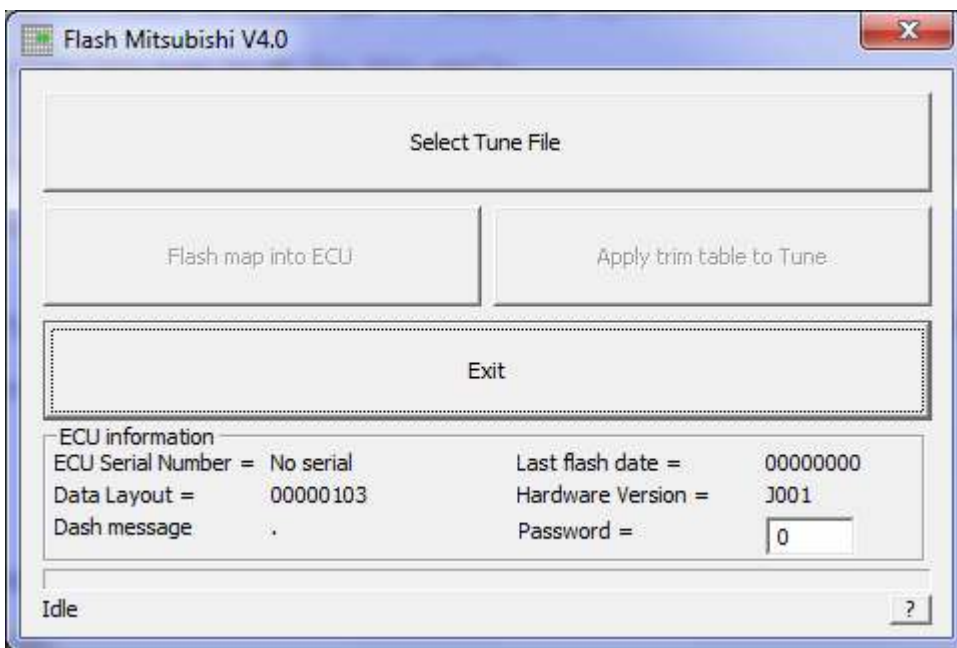 Flash Mitsubishi V4.0
Select Tune File
Flash map into ECU
Apply trim table to Tune
Exit
ECU information
ECU Serial Number = No serial
Last flash date = 00000000
Data Layout = 00000103
Hardware Version = J001
Dash message .
Password = 0
Idle
?